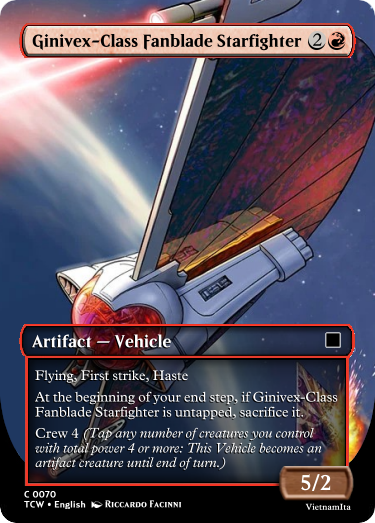 Ginivex-Class Fanblade Starfighter 2
Artifact — Vehicle
Flying, First strike, Haste
At the beginning of your end step, if Ginivex-Class
Fanblade Starfighter is untapped, sacrifice it.
Crew 4 (Tap any number of creatures you control
with total power 4 or more: This Vehicle becomes an
artifact creature until end of turn.)
5/2
C 0070
TCW • English Riccardo Facinni
VietnamIta